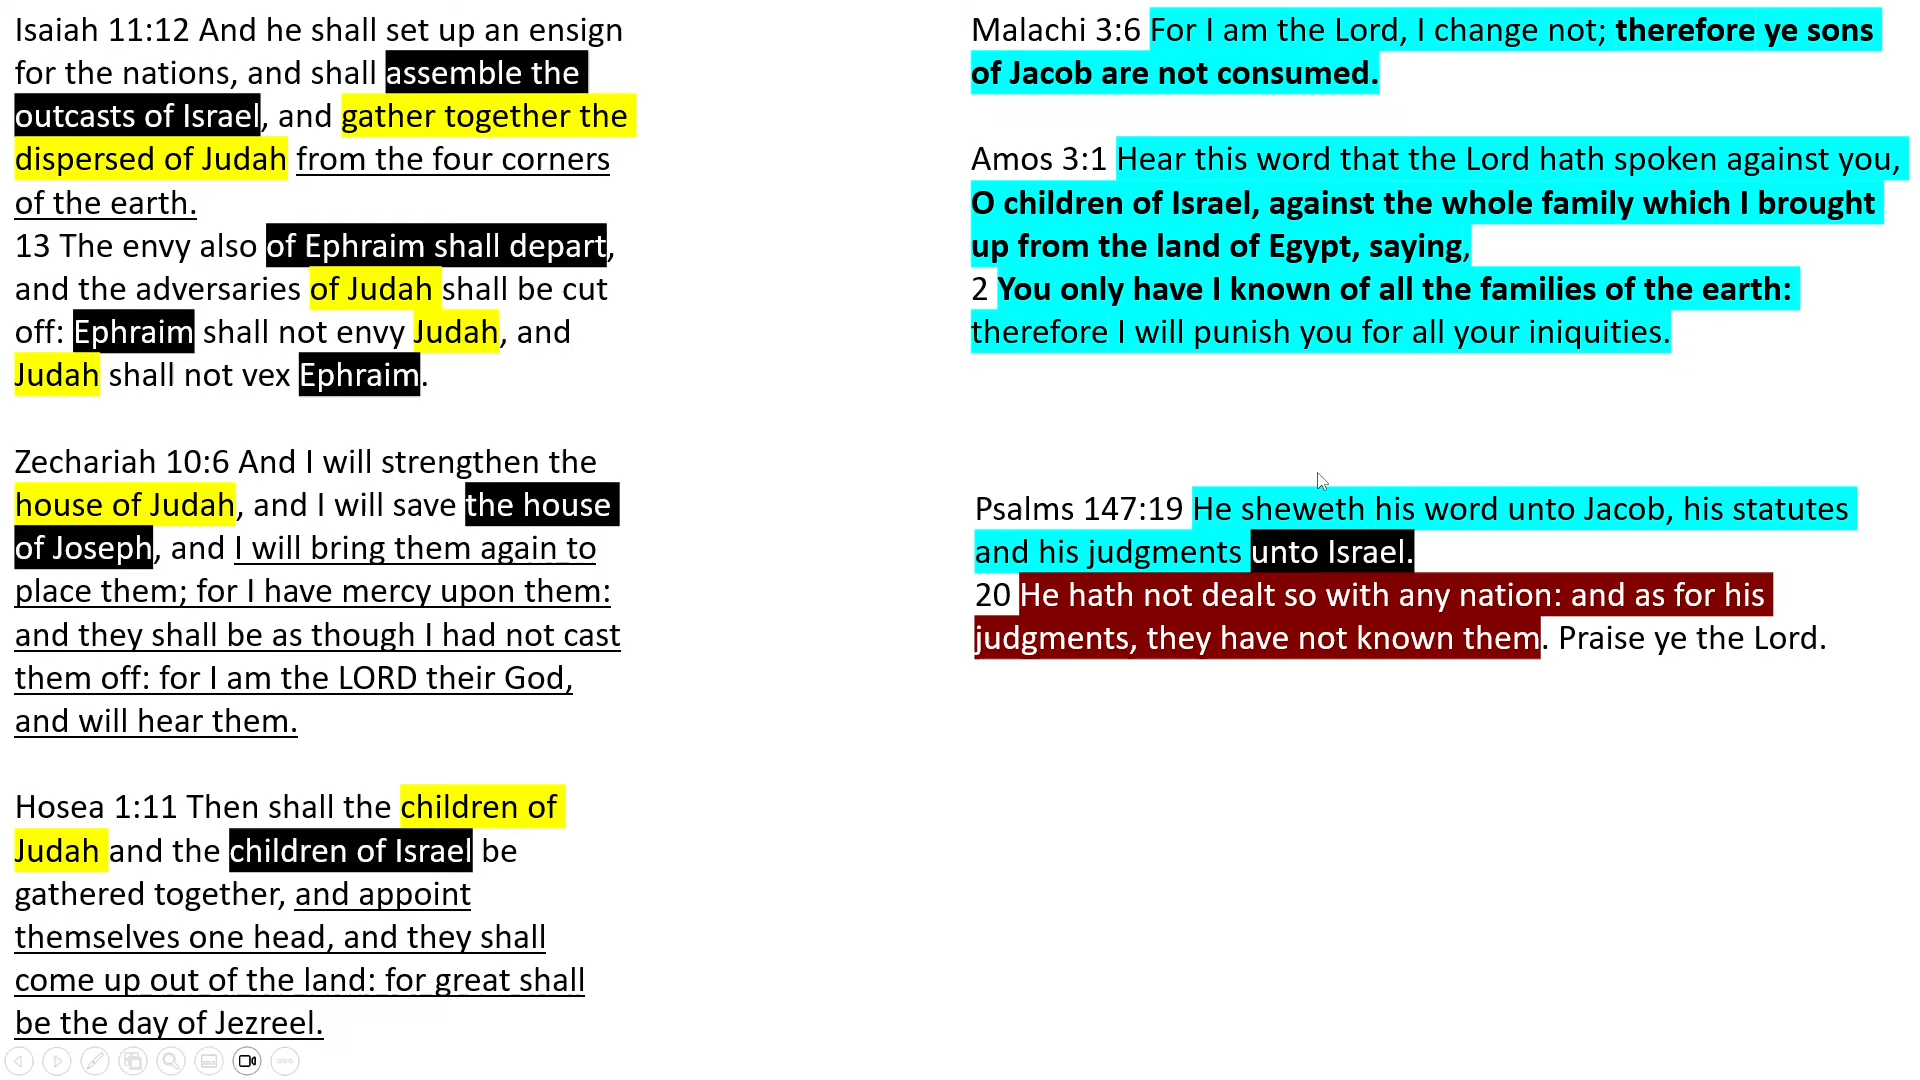 Isaiah 11:12 And he shall set up an ensign
for the nations, and shall assemble the
outcasts of Israel, and gather together the
dispersed of Judah from the four corners
of the earth.
13 The envy also of Ephraim shall depart,
and the adversaries of Judah shall be cut
off: Ephraim shall not envy Judah, and
Judah shall not vex Ephraim.
Zechariah 10:6 And I will strengthen the
house of Judah, and I will save the house
of Joseph, and I will bring them again to
place them; for I have mercy upon them:
and they shall be as though I had not cast
them off: for I am the LORD their God,
and will hear them.
Hosea 1:11 Then shall the children of
Judah and the children of Israel be
gathered together, and appoint
themselves one head, and they shall
come up out of the land: for great shall
be the day of Jezreel.
Malachi 3:6 For I am the Lord, I change not; therefore ye sons
of Jacob are not consumed.
Amos 3:1 Hear this word that the Lord hath spoken against you,
O children of Israel, against the whole family which I brought
up from the land of Egypt, saying,
2 You only have I known of all the families of the earth:
therefore I will punish you for all your iniquities.
Psalms 147:19 He sheweth his word unto Jacob, his statutes
and his judgments unto Israel.
20 He hath not dealt so with any nation: and as for his
judgments, they have not known them. Praise ye the Lord.